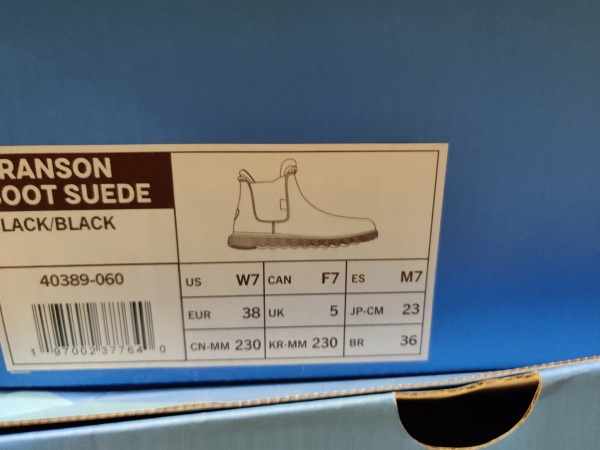 RANSON
BOOT SUEDE
LACK/BLACK
40389-060
1 97002 37764 0
US W7 CAN F7 ES M7
EUR 38 UK 5 JP-CM 23
CN-MM 230 KR-MM 230 BR 36